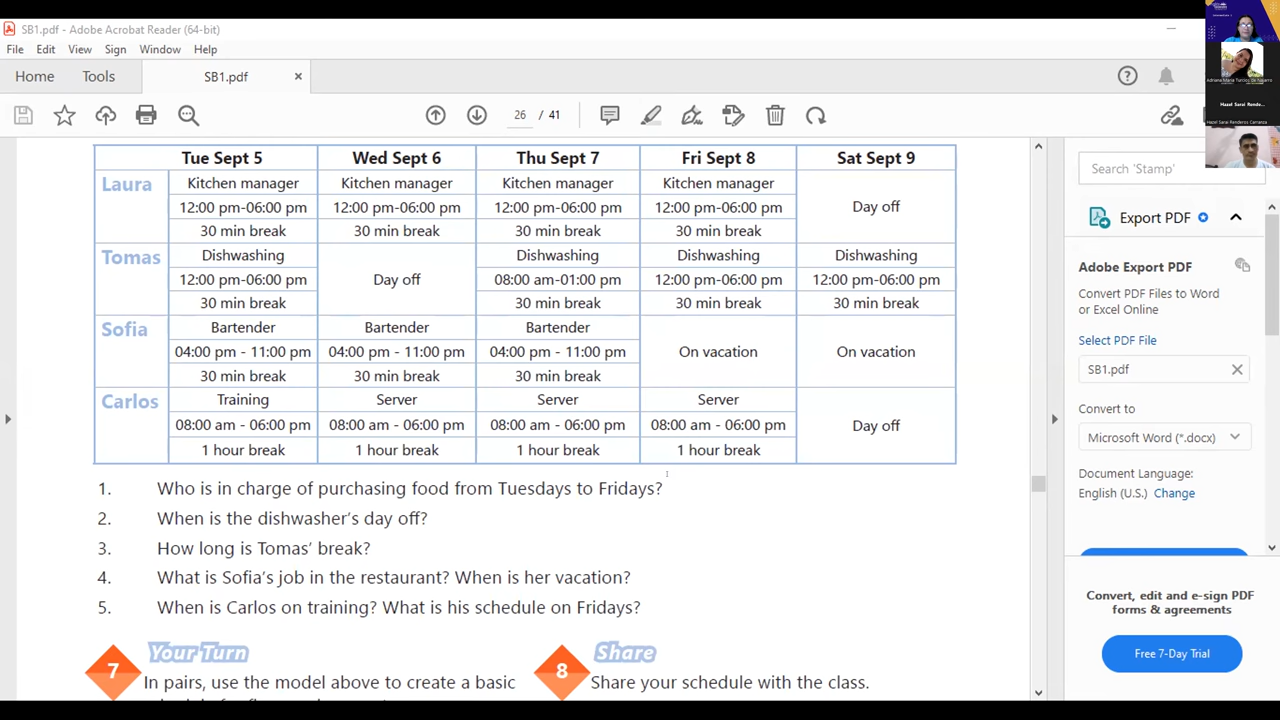 SB1.pdf - Adobe Acrobat Reader (64-bit)
File Edit View Sign Window Help
Home Tools SB1.pdf ×
26 / 41
Tue Sept 5 Wed Sept 6 Thu Sept 7 Fri Sept 8 Sat Sept 9
Laura Kitchen manager Kitchen manager Kitchen manager Kitchen manager
12:00 pm-06:00 pm 12:00 pm-06:00 pm 12:00 pm-06:00 pm 12:00 pm-06:00 pm Day off
30 min break 30 min break 30 min break 30 min break
Tomas Dishwashing Dishwashing Dishwashing Dishwashing
12:00 pm-06:00 pm Day off 08:00 am-01:00 pm 12:00 pm-06:00 pm 12:00 pm-06:00 pm
30 min break 30 min break 30 min break 30 min break
Sofia Bartender Bartender Bartender
04:00 pm - 11:00 pm 04:00 pm - 11:00 pm 04:00 pm - 11:00 pm On vacation On vacation
30 min break 30 min break 30 min break
Carlos Training Server Server Server
08:00 am - 06:00 pm 08:00 am - 06:00 pm 08:00 am - 06:00 pm 08:00 am - 06:00 pm Day off
1 hour break 1 hour break 1 hour break 1 hour break
1. Who is in charge of purchasing food from Tuesdays to Fridays?
2. When is the dishwasher's day off?
3. How long is Tomas' break?
4. What is Sofia's job in the restaurant? When is her vacation?
5. When is Carlos on training? What is his schedule on Fridays?
7 Your Turn
In pairs, use the model above to create a basic
8 Share
Share your schedule with the class.
Search 'Stamp'
Export PDF
Adobe Export PDF
Convert PDF Files to Word
or Excel Online
Select PDF File
SB1.pdf
Convert to
Microsoft Word (*.docx)
Document Language:
English (U.S.) Change
Convert, edit and e-sign PDF
forms & agreements
Free 7-Day Trial
Adriana Maria Turcios de Navarro
Hazel Sarai Rende...
Hazel Sarai Renderos Carranza